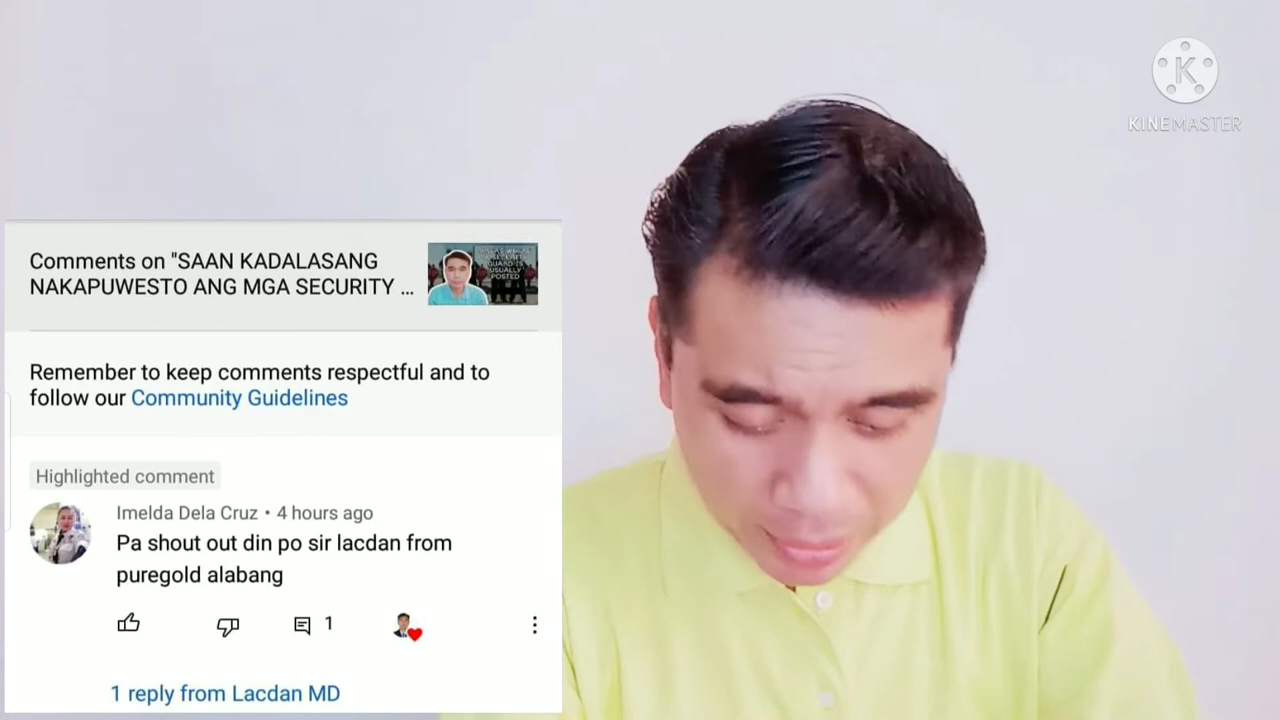 KINEMASTER
Comments on "SAAN KADALASANG
NAKAPUWESTO ANG MGA SECURITY ...
USUALLY
POSTED
Remember to keep comments respectful and to
follow our Community Guidelines
Highlighted comment
Imelda Dela Cruz • 4 hours ago
Pa shout out din po sir lacdan from
puregold alabang
1
1 reply from Lacdan MD